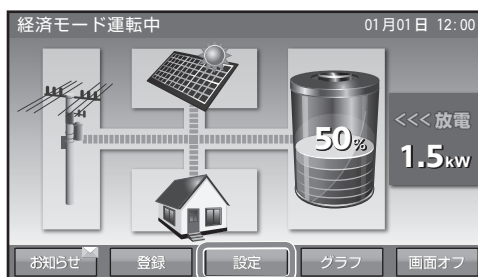 経済モード運転中
01月01日 12:00
50%
<<< 放電
1.5kW
お知らせ
登録
設定
グラフ
画面オフ